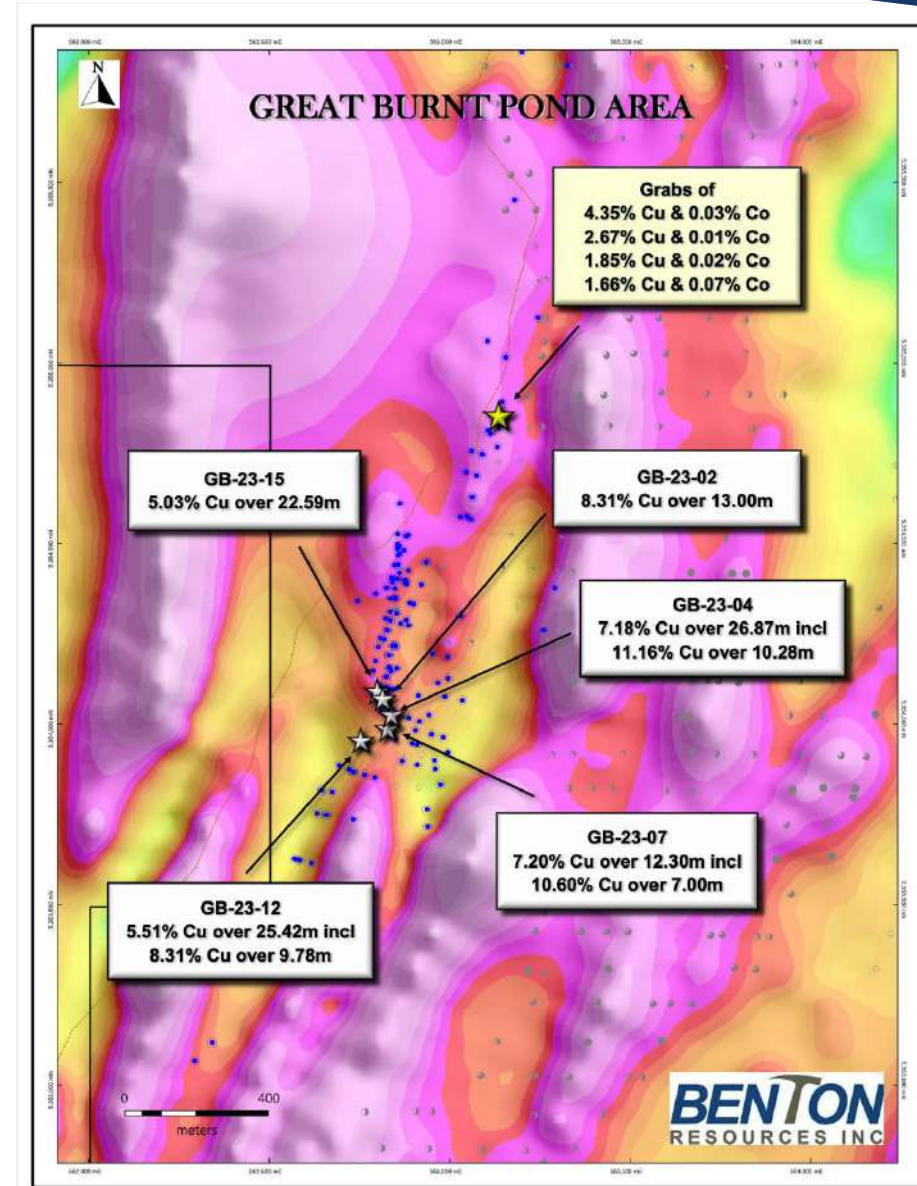 N
GREAT BURNT POND AREA
Grabs of
4.35% Cu & 0.03% Co
2.67% Cu & 0.01% Co
1.85% Cu & 0.02% Co
1.66% Cu & 0.07% Co
GB-23-15
5.03% Cu over 22.59m
GB-23-02
8.31% Cu over 13.00m
GB-23-04
7.18% Cu over 26.87m incl
11.16% Cu over 10.28m
GB-23-07
7.20% Cu over 12.30m incl
10.60% Cu over 7.00m
GB-23-12
5.51% Cu over 25.42m incl
8.31% Cu over 9.78m
0 400
meters
BENTON
RESOURCES INC